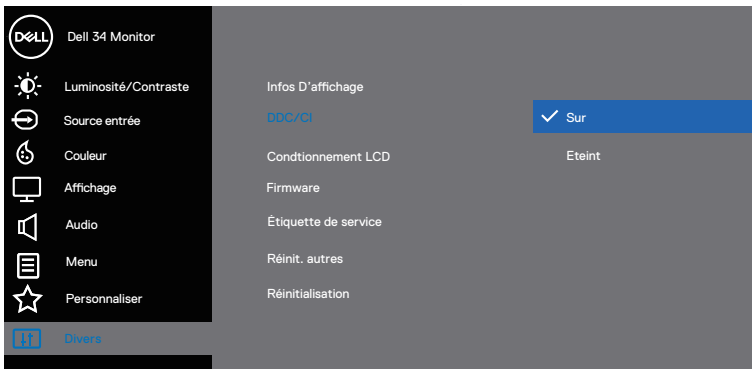 DELL
Dell 34 Monitor
Luminosité/Contraste
Source entrée
Couleur
Affichage
Audio
Menu
Personnaliser
Divers
Infos D'affichage
DDC/CI
Condtionnement LCD
Firmware
Étiquette de service
Réinit. autres
Réinitialisation
Sur
Eteint